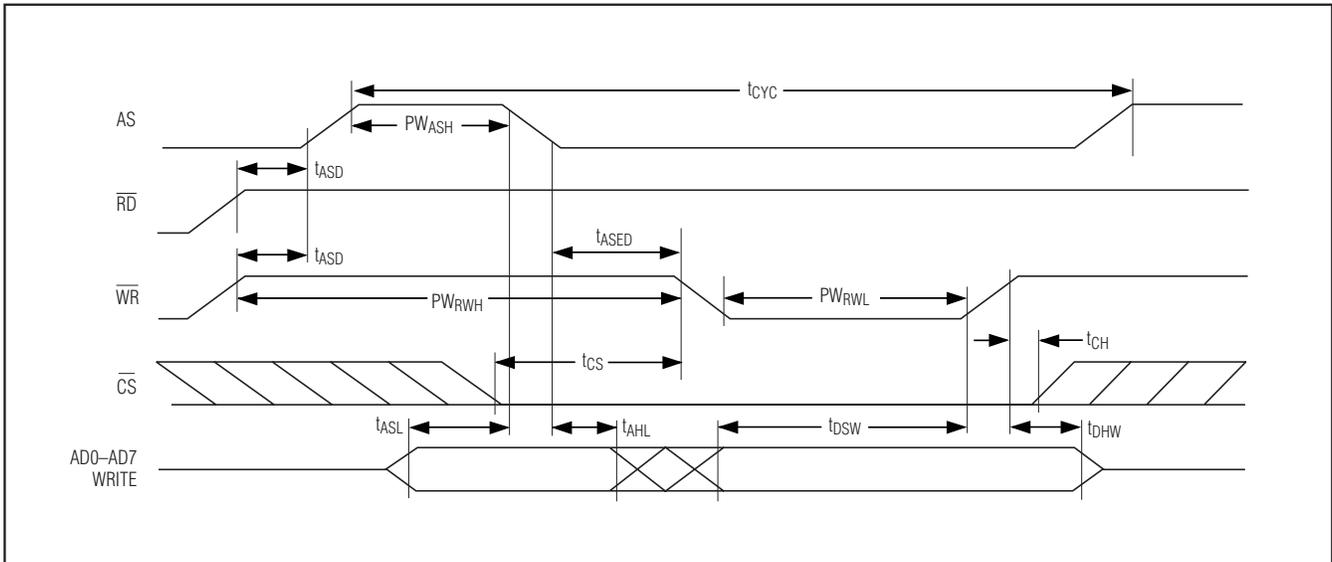 tCYC
AS
PWASH
tASD
RD
tASED
tASD
WR
PWRWH
PWRWL
tCH
tCS
CS
tASL
tAHL
tDSW
tDHW
AD0–AD7
WRITE